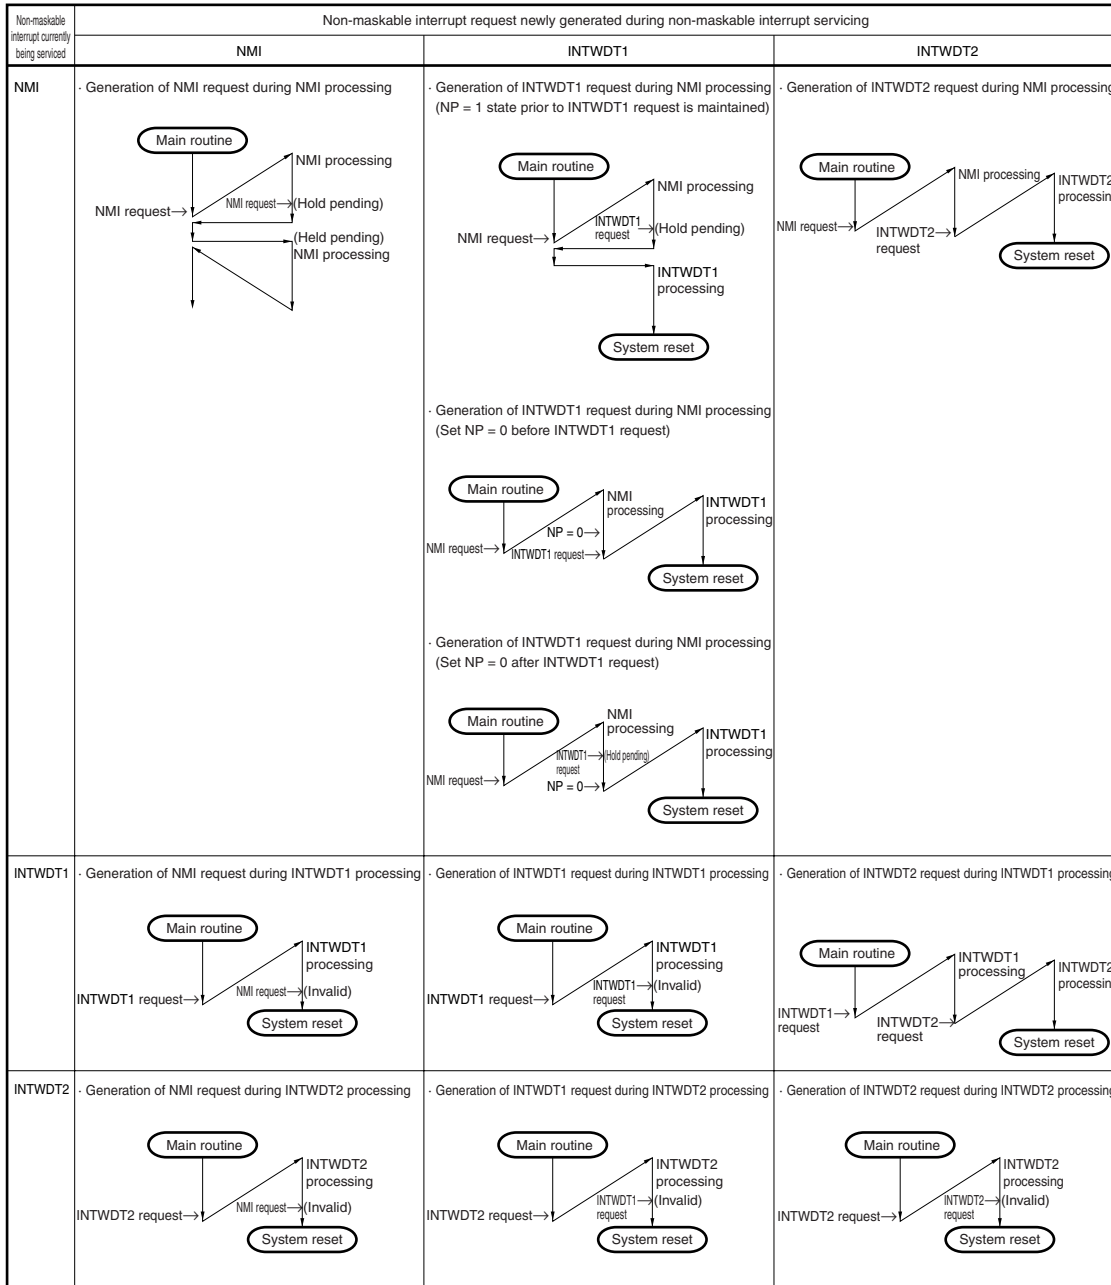 Non-maskable
interrupt currently
being serviced
Non-maskable interrupt request newly generated during non-maskable interrupt servicing
NMI
INTWDT1
INTWDT2
NMI
· Generation of NMI request during NMI processing
Main routine
NMI processing
NMI request→
NMI request→(Hold pending)
(Held pending)
NMI processing
· Generation of INTWDT1 request during NMI processing
(NP = 1 state prior to INTWDT1 request is maintained)
Main routine
NMI processing
NMI request→
INTWDT1
request
→(Hold pending)
INTWDT1
processing
System reset
· Generation of INTWDT1 request during NMI processing
(Set NP = 0 before INTWDT1 request)
Main routine
NMI
processing
INTWDT1
processing
NP = 0→
NMI request→
INTWDT1 request→
System reset
· Generation of INTWDT1 request during NMI processing
(Set NP = 0 after INTWDT1 request)
Main routine
NMI
processing
INTWDT1
processing
INTWDT1
request
→(Hold pending)
NMI request→
NP = 0→
System reset
· Generation of INTWDT2 request during NMI processing
Main routine
NMI processing
INTWDT2
processin
NMI request→
INTWDT2→
request
System reset
INTWDT1
· Generation of NMI request during INTWDT1 processing
Main routine
INTWDT1
processing
INTWDT1 request→
NMI request→(Invalid)
System reset
· Generation of INTWDT1 request during INTWDT1 processing
Main routine
INTWDT1
processing
INTWDT1 request→
INTWDT1→(Invalid)
request
System reset
· Generation of INTWDT2 request during INTWDT1 processing
Main routine
INTWDT1
processing
INTWDT2
processin
INTWDT1→
request
INTWDT2→
request
System reset
INTWDT2
· Generation of NMI request during INTWDT2 processing
Main routine
INTWDT2
processing
INTWDT2 request→
NMI request→(Invalid)
System reset
· Generation of INTWDT1 request during INTWDT2 processing
Main routine
INTWDT2
processing
INTWDT2 request→
INTWDT1→(Invalid)
request
System reset
· Generation of INTWDT2 request during INTWDT2 processing
Main routine
INTWDT2
processing
INTWDT2 request→
INTWDT2→(Invalid)
request
System reset